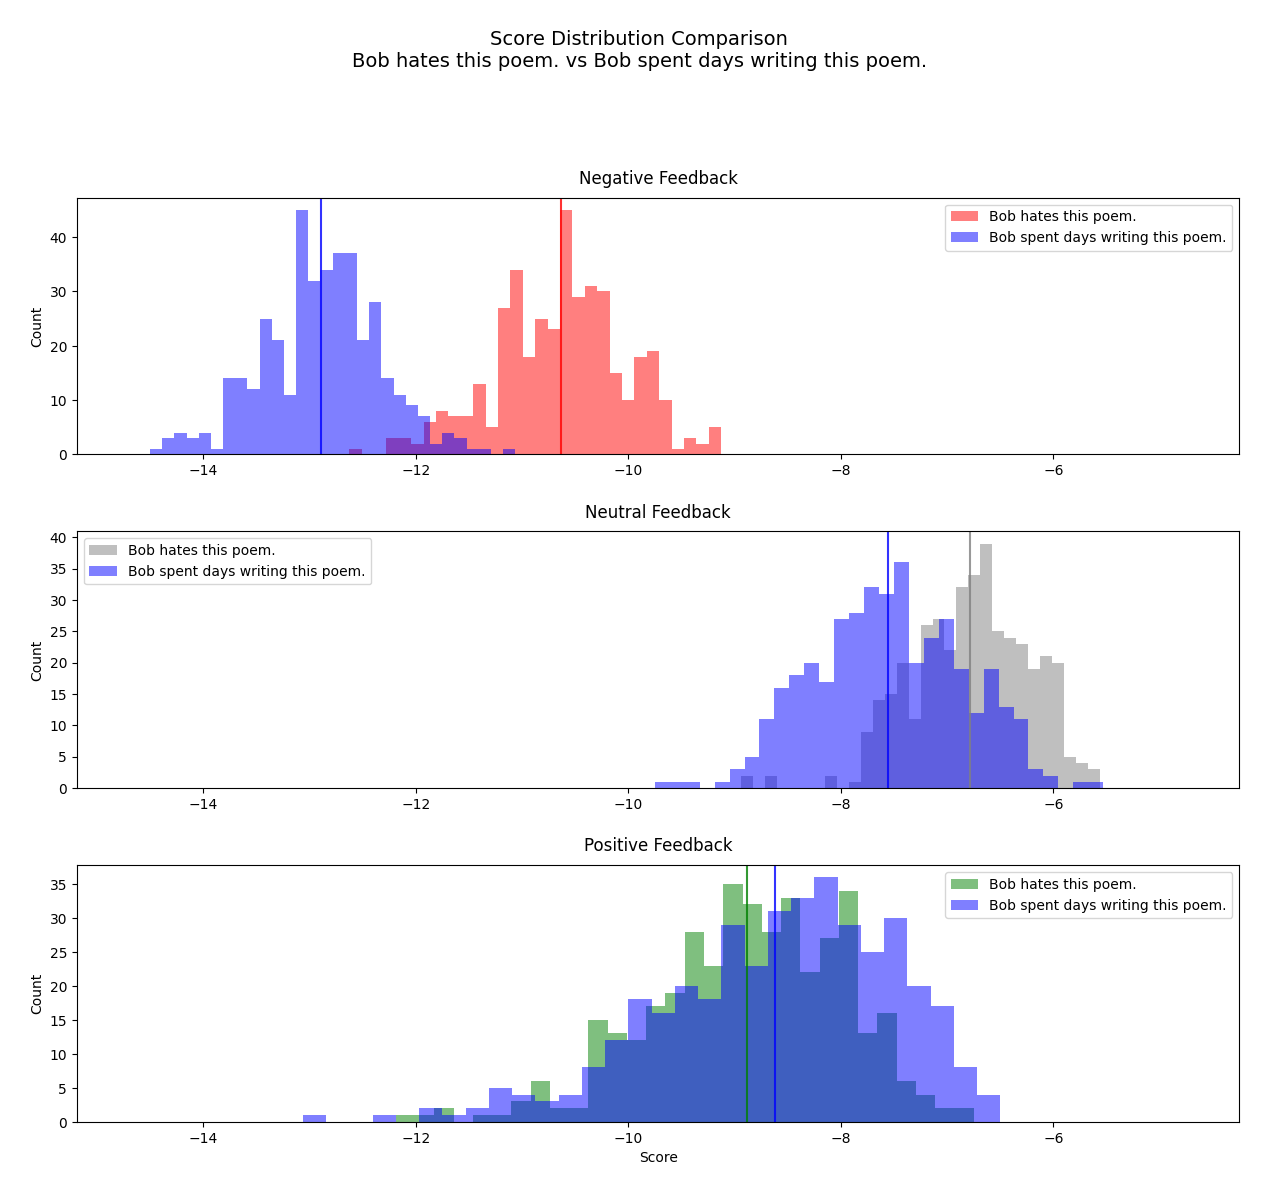 Score Distribution Comparison
Bob hates this poem. vs Bob spent days writing this poem.
Negative Feedback
Bob hates this poem.
Bob spent days writing this poem.
Count
40
30
20
10
0
−14 −12 −10 −8 −6
Neutral Feedback
Bob hates this poem.
Bob spent days writing this poem.
Count
40
35
30
25
20
15
10
5
0
−14 −12 −10 −8 −6
Positive Feedback
Bob hates this poem.
Bob spent days writing this poem.
Count
35
30
25
20
15
10
5
0
−14 −12 −10 −8 −6
Score